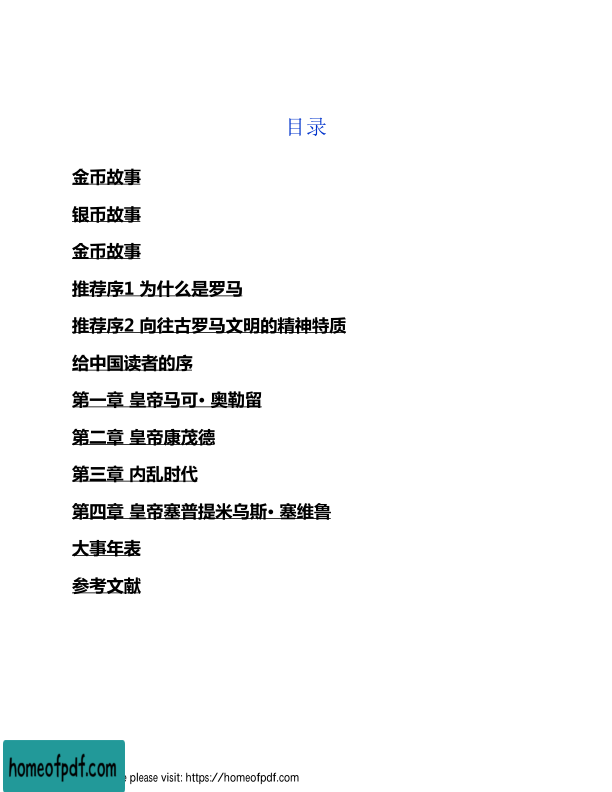 目录
金币故事
银币故事
金币故事
推荐序1 为什么是罗马
推荐序2 向往古罗马文明的精神特质
给中国读者的序
第一章 皇帝马可• 奥勒留
第二章 皇帝康茂德
第三章 内乱时代
第四章 皇帝塞普提米乌斯• 塞维鲁
大事年表
参考文献
homeofpdf.com
e please visit: https://homeofpdf.com